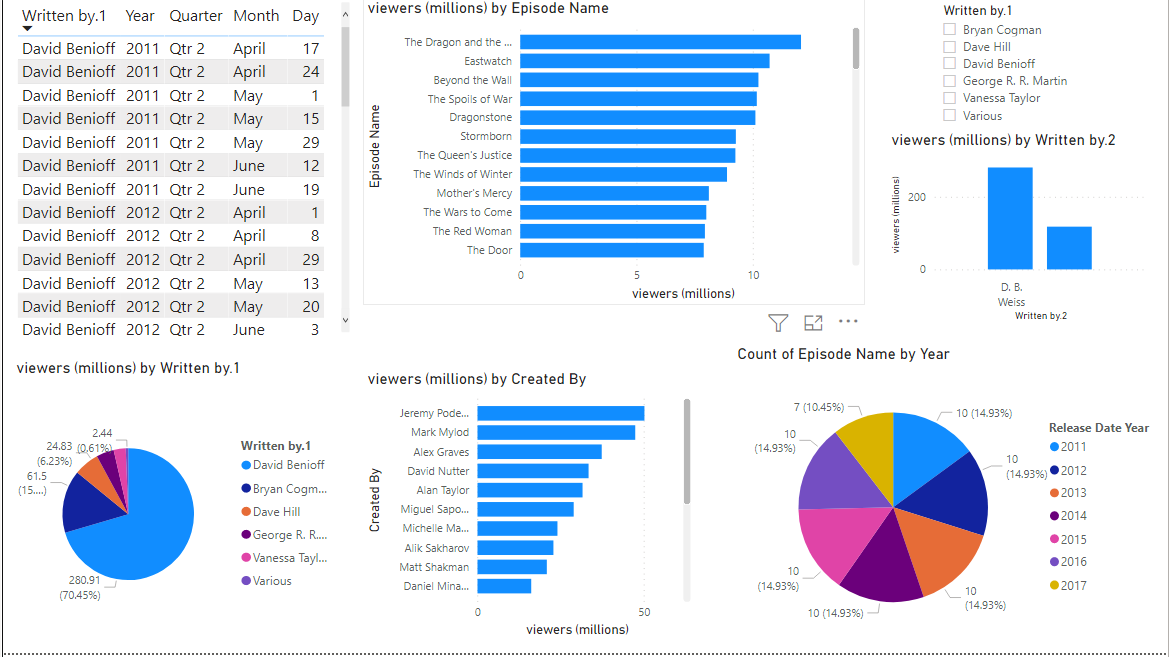 Written by.1 Year Quarter Month Day
David Benioff 2011 Qtr 2 April 17
David Benioff 2011 Qtr 2 April 24
David Benioff 2011 Qtr 2 May 1
David Benioff 2011 Qtr 2 May 15
David Benioff 2011 Qtr 2 May 29
David Benioff 2011 Qtr 2 June 12
David Benioff 2011 Qtr 2 June 19
David Benioff 2012 Qtr 2 April 1
David Benioff 2012 Qtr 2 April 8
David Benioff 2012 Qtr 2 April 29
David Benioff 2012 Qtr 2 May 13
David Benioff 2012 Qtr 2 May 20
David Benioff 2012 Qtr 2 June 3
viewers (millions) by Episode Name
Episode Name
The Dragon and the ...
Eastwatch
Beyond the Wall
The Spoils of War
Dragonstone
Stormborn
The Queen's Justice
The Winds of Winter
Mother's Mercy
The Wars to Come
The Red Woman
The Door
0 5 10
viewers (millions)
Written by.1
Bryan Cogman
Dave Hill
David Benioff
George R. R. Martin
Vanessa Taylor
Various
viewers (millions) by Written by.2
viewers (millions)
200
0
D. B.
Weiss
Written by.2
viewers (millions) by Written by.1
2.44
(0.61%)
24.83
(6.23%)
61.5
(15....)
280.91
(70.45%)
Written by.1
David Benioff
Bryan Cogm...
Dave Hill
George R. R....
Vanessa Tayl...
Various
viewers (millions) by Created By
Created By
Jeremy Pode...
Mark Mylod
Alex Graves
David Nutter
Alan Taylor
Miguel Sapo...
Michelle Ma...
Alik Sakharov
Matt Shakman
Daniel Mina...
0 50
viewers (millions)
Count of Episode Name by Year
7 (10.45%)
10 (14.93%)
10
(14.93%)
10
(14.93%)
10
(14.93%)
10
(14.93%)
10 (14.93%)
Release Date Year
2011
2012
2013
2014
2015
2016
2017